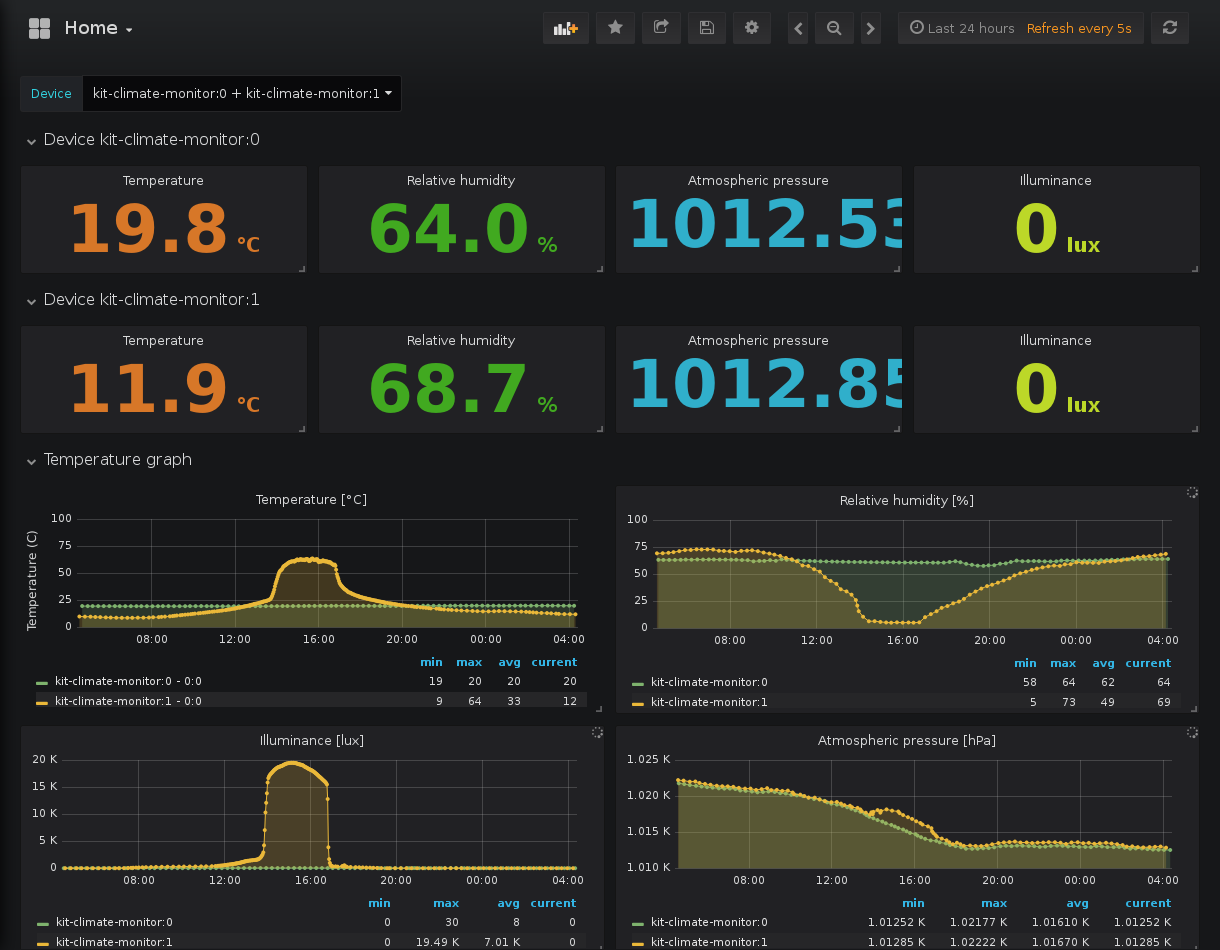 Home
Last 24 hours Refresh every 5s
Device kit-climate-monitor:0 + kit-climate-monitor:1
Device kit-climate-monitor:0
Temperature Relative humidity Atmospheric pressure Illuminance
19.8 °C 64.0 % 1012.53 0 lux
Device kit-climate-monitor:1
Temperature Relative humidity Atmospheric pressure Illuminance
11.9 °C 68.7 % 1012.85 0 lux
Temperature graph
Temperature [°C]
Temperature (C)
100
75
50
25
0
08:00 12:00 16:00 20:00 00:00 04:00
min max avg current
kit-climate-monitor:0 - 0:0 19 20 20 20
kit-climate-monitor:1 - 0:0 9 64 33 12
Relative humidity [%]
100
75
50
25
0
08:00 12:00 16:00 20:00 00:00 04:00
min max avg current
kit-climate-monitor:0 58 64 62 64
kit-climate-monitor:1 5 73 49 69
Illuminance [lux]
20 K
15 K
10 K
5 K
0
08:00 12:00 16:00 20:00 00:00 04:00
min max avg current
kit-climate-monitor:0 0 30 8 0
kit-climate-monitor:1 0 19.49 K 7.01 K 0
Atmospheric pressure [hPa]
1.025 K
1.020 K
1.015 K
1.010 K
08:00 12:00 16:00 20:00 00:00 04:00
min max avg current
kit-climate-monitor:0 1.01252 K 1.02177 K 1.01610 K 1.01252 K
kit-climate-monitor:1 1.01285 K 1.02222 K 1.01670 K 1.01285 K